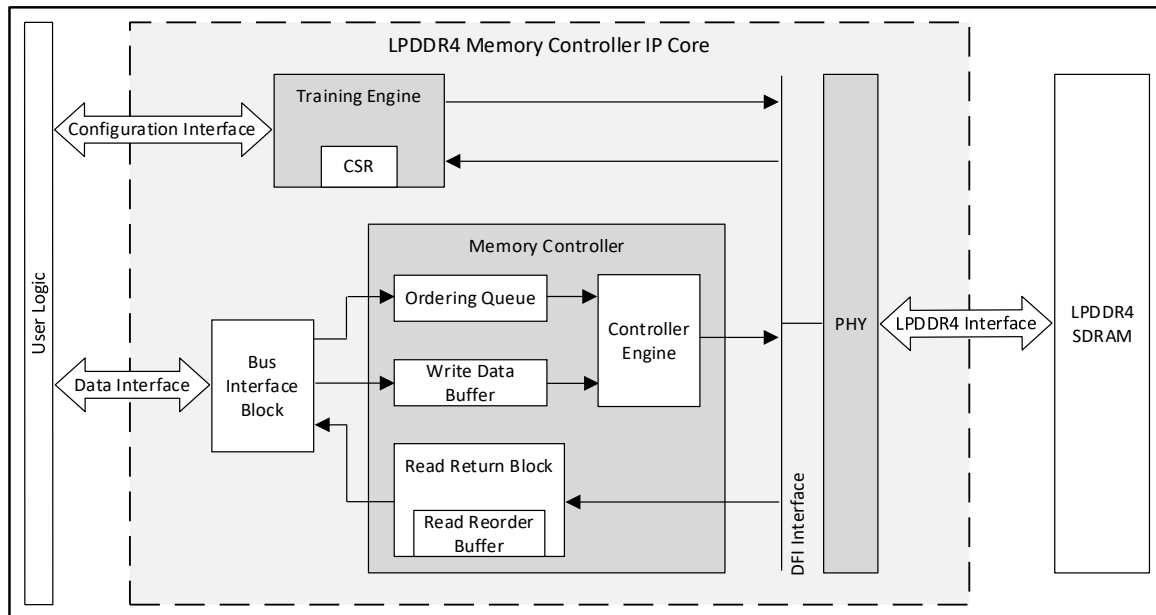 LPDDR4 Memory Controller IP Core
Training Engine
Configuration Interface
CSR
Memory Controller
Ordering Queue
User Logic
Controller
Engine
PHY
LPDDR4 Interface
LPDDR4
SDRAM
Bus
Interface
Block
Data Interface
Write Data
Buffer
Read Return Block
Read Reorder
Buffer
DFI Interface